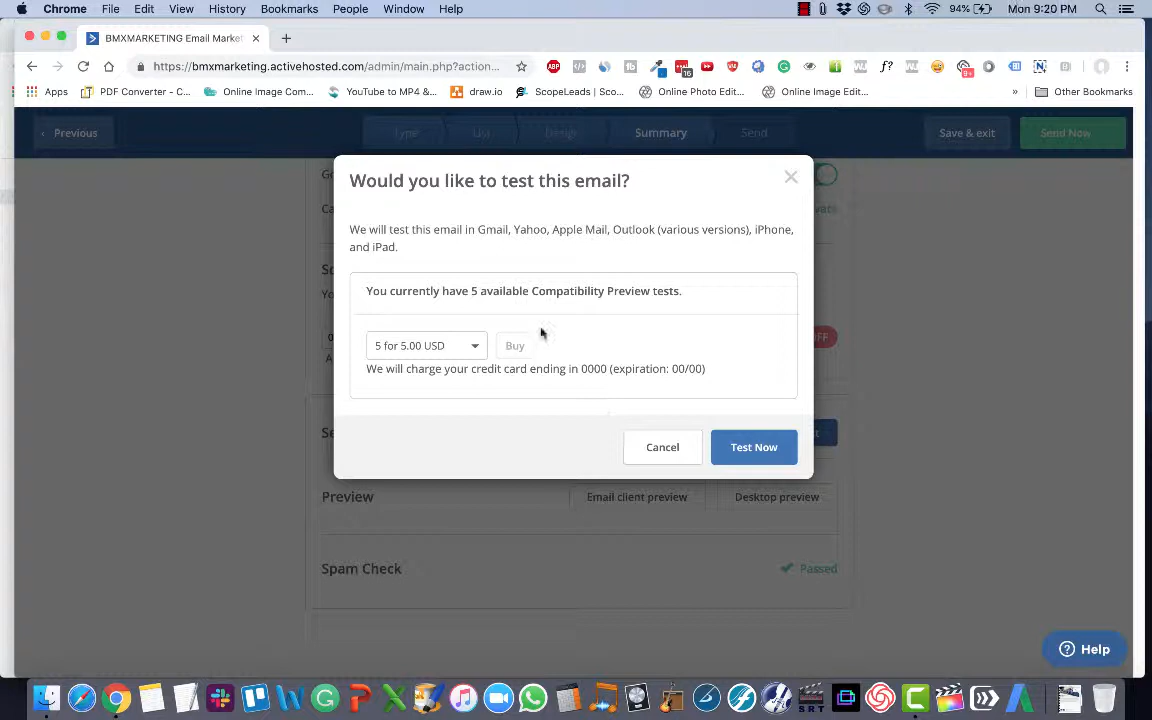 Chrome File Edit View History Bookmarks People Window Help 94% Mon 9:20 PM
BMXMARKETING Email Market
https://bmxmarketing.activehosted.com/admin/main.php?action...
Apps PDF Converter - C... Online Image Com... YouTube to MP4 &... draw.io ScopeLeads | Sco... Online Photo Edit... Online Image Edit... » Other Bookmarks
Previous Type List Design Summary Send Save & exit Send Now
Would you like to test this email?
We will test this email in Gmail, Yahoo, Apple Mail, Outlook (various versions), iPhone,
and iPad.
You currently have 5 available Compatibility Preview tests.
5 for 5.00 USD Buy
We will charge your credit card ending in 0000 (expiration: 00/00)
Cancel Test Now
Preview Email client preview Desktop preview
Spam Check Passed
Help